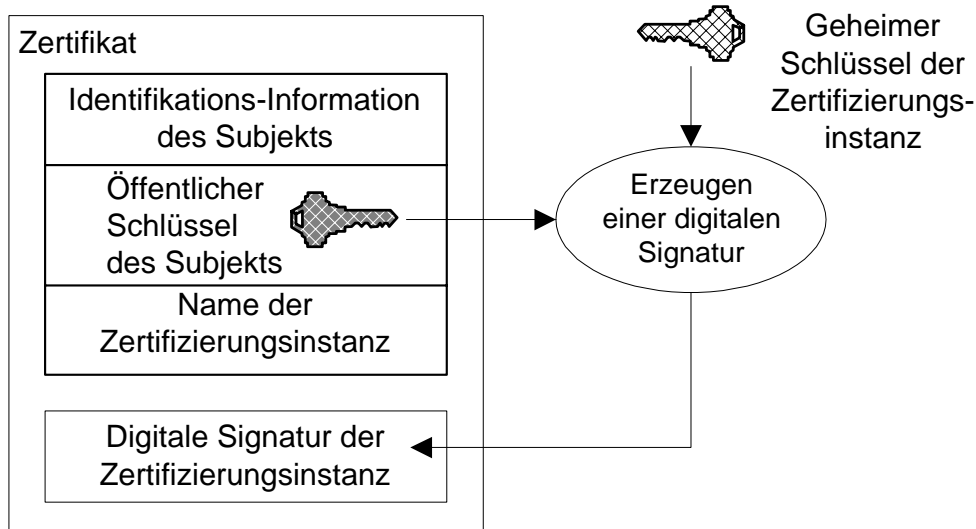 Zertifikat
Identifikations-Information
des Subjekts
Öffentlicher
Schlüssel
des Subjekts
Name der
Zertifizierungsinstanz
Digitale Signatur der
Zertifizierungsinstanz
Geheimer
Schlüssel der
Zertifizierungs-
instanz
Erzeugen
einer digitalen
Signatur